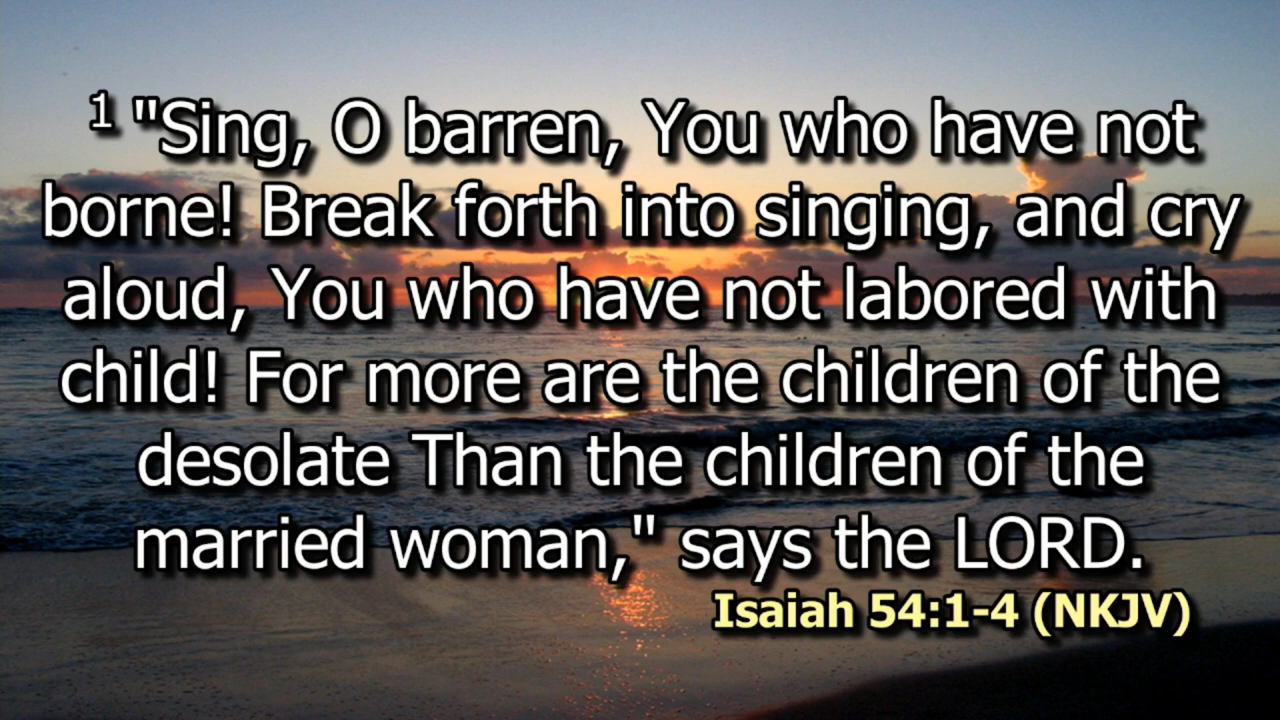 1 "Sing, O barren, You who have not
borne! Break forth into singing, and cry
aloud, You who have not labored with
child! For more are the children of the
desolate Than the children of the
married woman," says the LORD.
Isaiah 54:1-4 (NKJV)